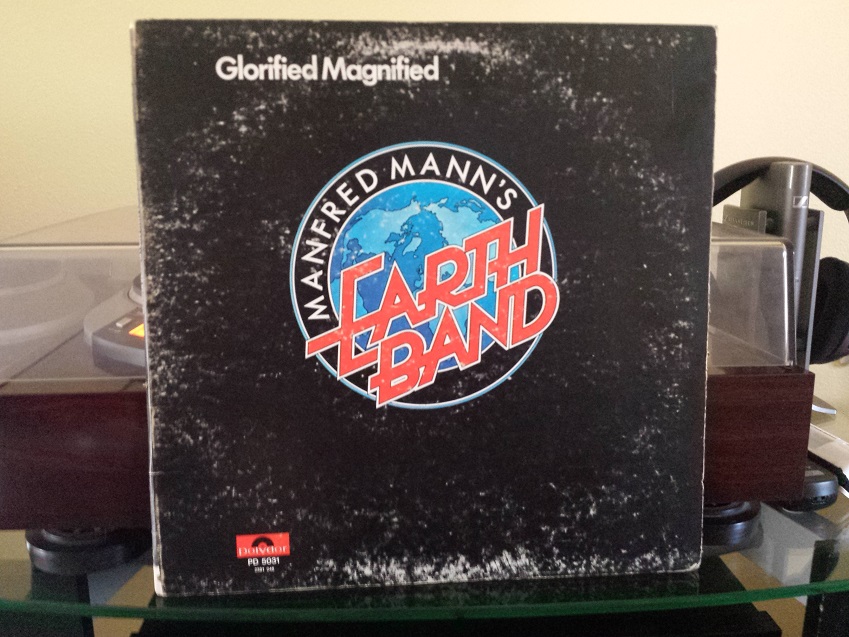 Glorified Magnified
MANFRED MANN'S
EARTH
BAND
polydor
PD 5031